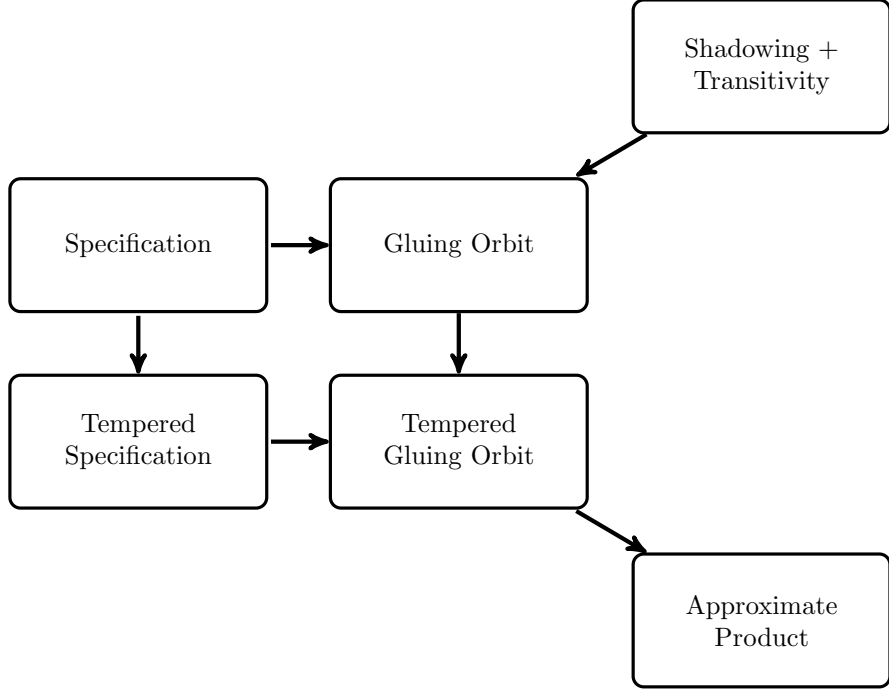 Shadowing +
Transitivity
Specification
Gluing Orbit
Tempered
Specification
Tempered
Gluing Orbit
Approximate
Product